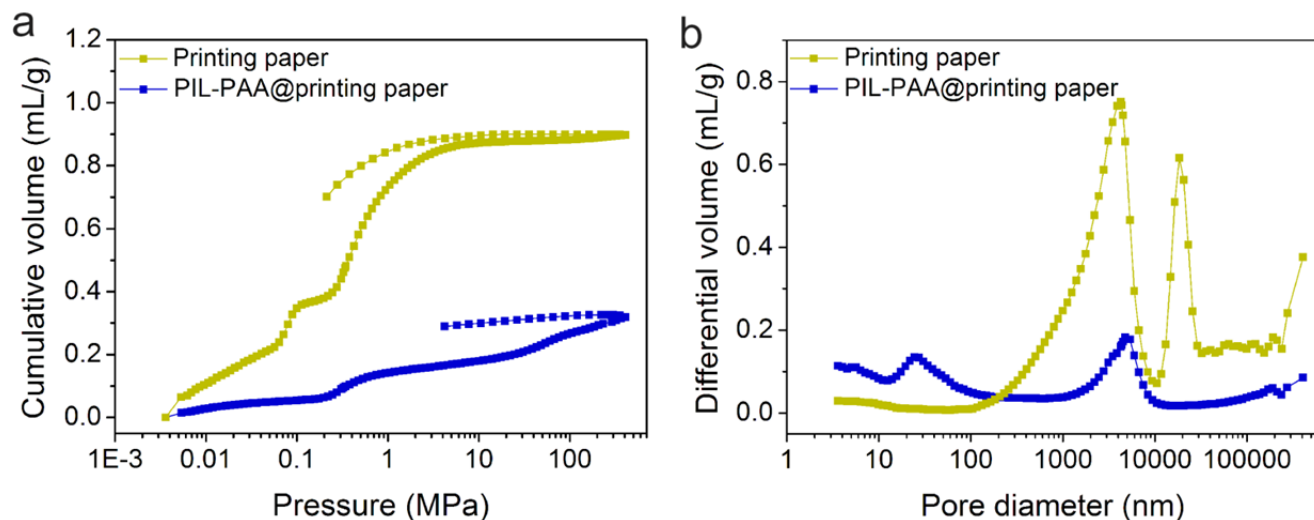 a
Cumulative volume (mL/g)
1.2
1.0
0.8
0.6
0.4
0.2
0.0
Printing paper
PIL-PAA@printing paper
1E-3 0.01 0.1 1 10 100
Pressure (MPa)
b
Differential volume (mL/g)
0.8
0.6
0.4
0.2
0.0
Printing paper
PIL-PAA@printing paper
1 10 100 1000 10000 100000
Pore diameter (nm)